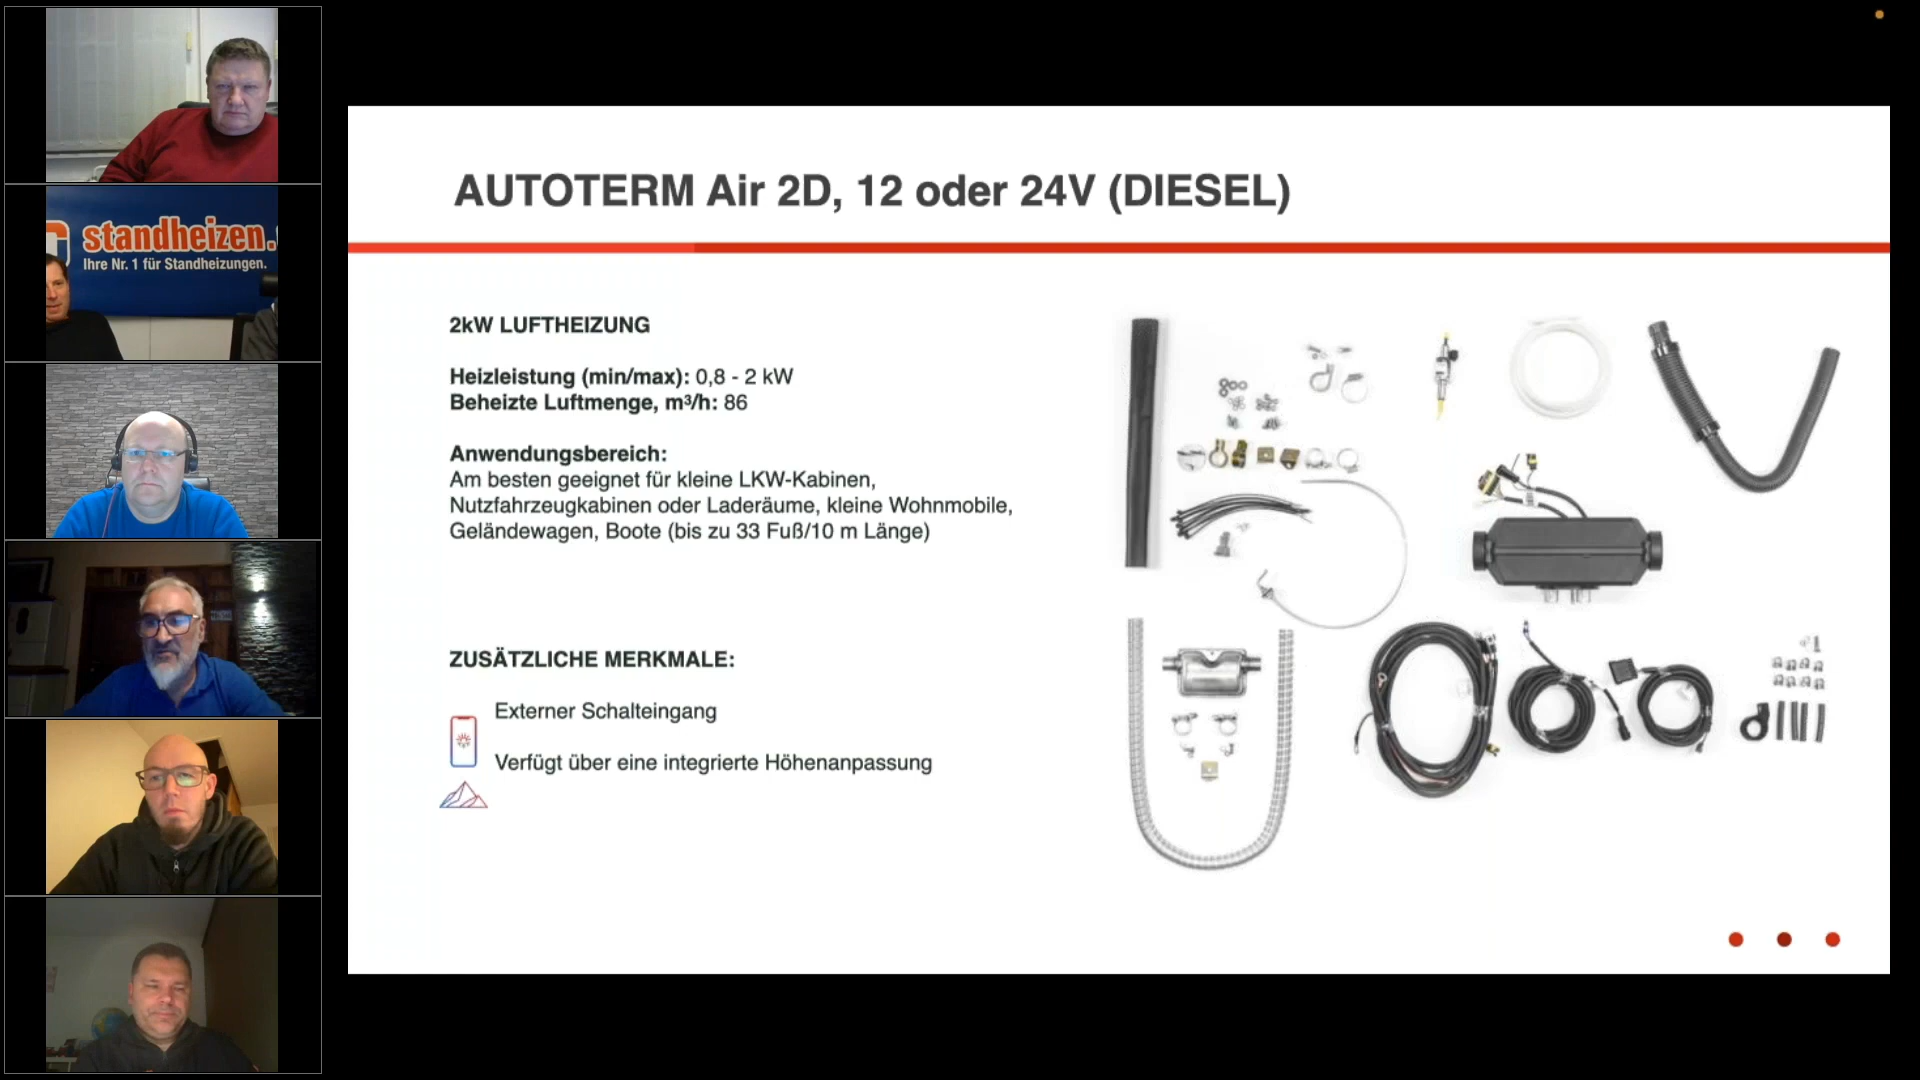 standheizen.
Ihre Nr. 1 für Standheizungen.
AUTOTERM Air 2D, 12 oder 24V (DIESEL)
2kW LUFTHEIZUNG
Heizleistung (min/max): 0,8 - 2 kW
Beheizte Luftmenge, m³/h: 86
Anwendungsbereich:
Am besten geeignet für kleine LKW-Kabinen,
Nutzfahrzeugkabinen oder Laderäume, kleine Wohnmobile,
Geländewagen, Boote (bis zu 33 Fuß/10 m Länge)
ZUSÄTZLICHE MERKMALE:
Externer Schalteingang
Verfügt über eine integrierte Höhenanpassung